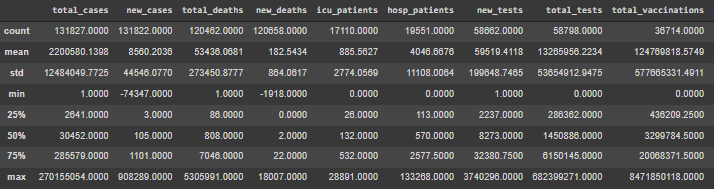 total_cases new_cases total_deaths new_deaths icu_patients hosp_patients new_tests total_tests total_vaccinations
count 131827.0000 131822.0000 120462.0000 120658.0000 17110.0000 19551.0000 58662.0000 58798.0000 36714.0000
mean 2200580.1398 8560.2036 53436.0681 182.5434 885.5627 4046.6676 59519.4118 13265956.2234 124769818.5749
std 12484049.7725 44546.0770 273450.8777 864.0617 2774.0569 11108.0064 199648.7465 53654912.9475 577665331.4911
min 1.0000 -74347.0000 1.0000 -1918.0000 0.0000 0.0000 1.0000 0.0000 0.0000
25% 2641.0000 3.0000 86.0000 0.0000 26.0000 113.0000 2237.0000 286362.0000 436209.2500
50% 30452.0000 105.0000 808.0000 2.0000 132.0000 570.0000 8273.0000 1450886.0000 3299784.5000
75% 285579.0000 1101.0000 7046.0000 22.0000 532.0000 2577.5000 32380.7500 6150145.0000 20068371.5000
max 270155054.0000 908289.0000 5305991.0000 18007.0000 28891.0000 133268.0000 3740296.0000 682399271.0000 8471850118.0000